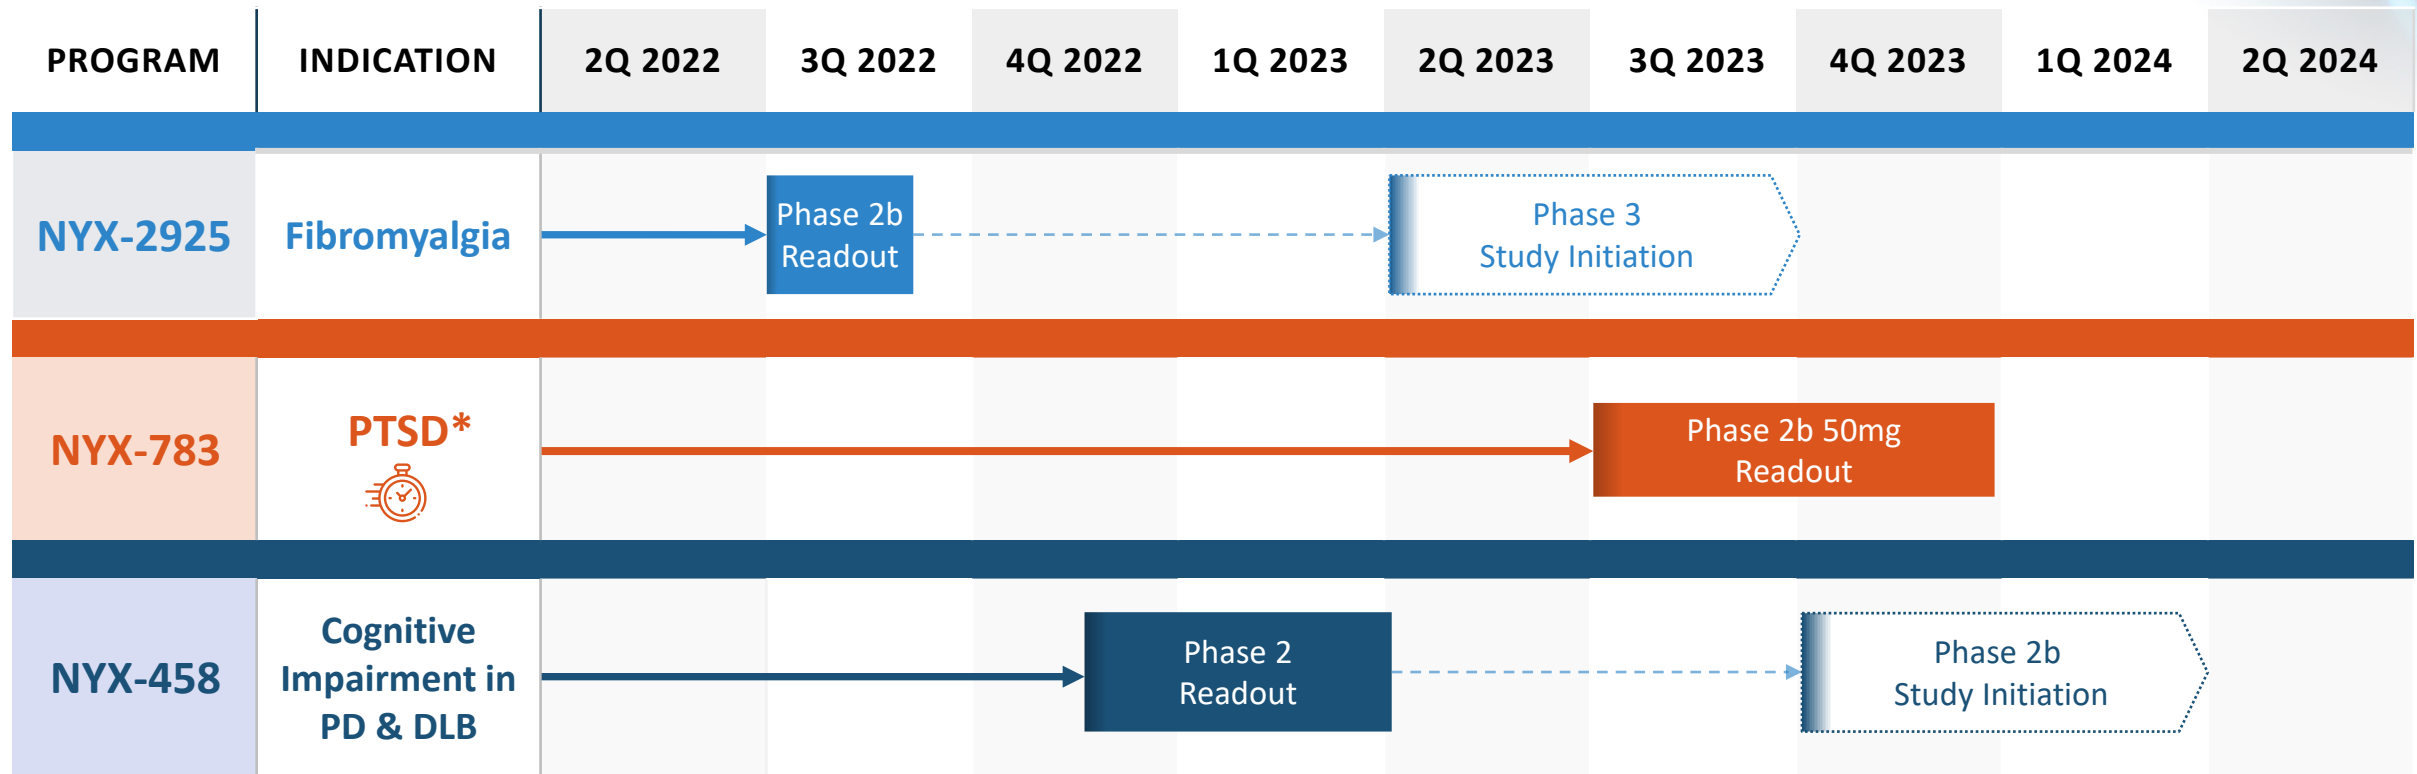 PROGRAM INDICATION 2Q 2022 3Q 2022 4Q 2022 1Q 2023 2Q 2023 3Q 2023 4Q 2023 1Q 2024 2Q 2024
NYX-2925
Fibromyalgia
Phase 2b
Readout
Phase 3
Study Initiation
NYX-783
PTSD*
Phase 2b 50mg
Readout
NYX-458
Cognitive
Impairment in
PD & DLB
Phase 2
Readout
Phase 2b
Study Initiation